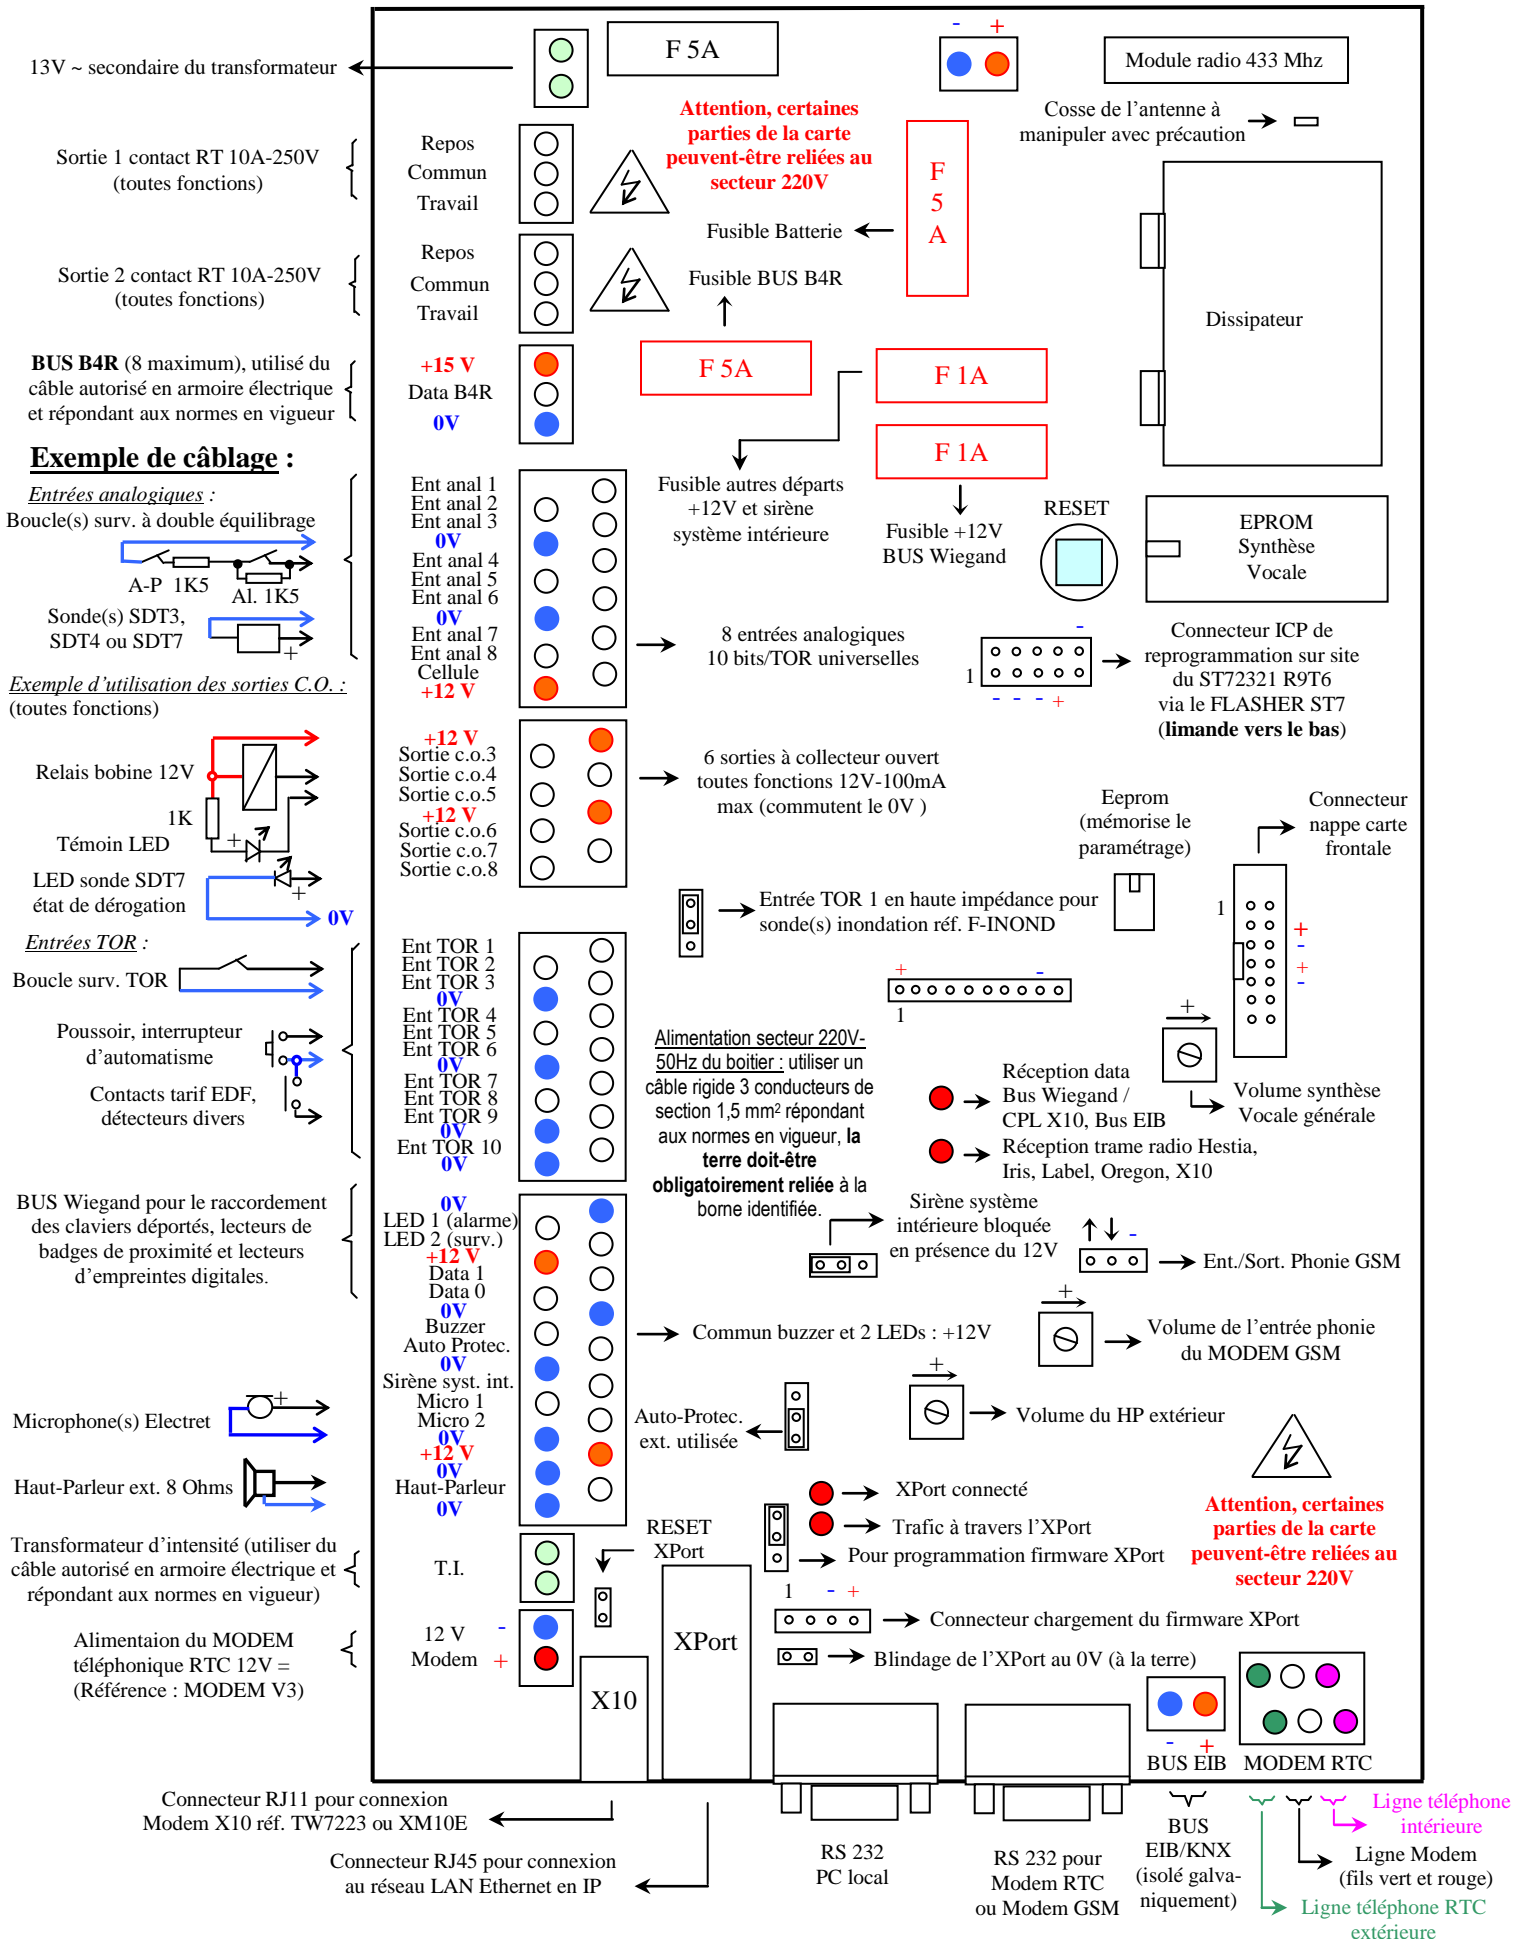 13V ~ secondaire du transformateur
F 5A
- +
Module radio 433 Mhz
Cosse de l'antenne à
manipuler avec précaution
Attention, certaines
parties de la carte
peuvent-être reliées au
secteur 220V
F
5
A
Sortie 1 contact RT 10A-250V
(toutes fonctions)
Repos
Commun
Travail
Fusible Batterie
Sortie 2 contact RT 10A-250V
(toutes fonctions)
Repos
Commun
Travail
Fusible BUS B4R
Dissipateur
BUS B4R (8 maximum), utilisé du
câble autorisé en armoire électrique
et répondant aux normes en vigueur
+15 V
Data B4R
0V
F 5A
F 1A
F 1A
Fusible autres départs
+12V et sirène
système intérieure
Fusible +12V
BUS Wiegand
RESET
EPROM
Synthèse
Vocale
Exemple de câblage :
Entrées analogiques :
Boucle(s) surv. à double équilibrage
A-P 1K5
Al. 1K5
Sonde(s) SDT3,
SDT4 ou SDT7
+
Ent anal 1
Ent anal 2
Ent anal 3
0V
Ent anal 4
Ent anal 5
Ent anal 6
0V
Ent anal 7
Ent anal 8
Cellule
+12 V
8 entrées analogiques
10 bits/TOR universelles
-
1
- - - +
Connecteur ICP de
reprogrammation sur site
du ST72321 R9T6
via le FLASHER ST7
(limande vers le bas)
Exemple d'utilisation des sorties C.O. :
(toutes fonctions)
Relais bobine 12V
1K
+
Témoin LED
LED sonde SDT7
état de dérogation
+
0V
+12 V
Sortie c.o.3
Sortie c.o.4
Sortie c.o.5
+12 V
Sortie c.o.6
Sortie c.o.7
Sortie c.o.8
6 sorties à collecteur ouvert
toutes fonctions 12V-100mA
max (commutent le 0V )
Eeprom
(mémorise le
paramétrage)
Connecteur
nappe carte
frontale
1
+
-
+
-
Entrée TOR 1 en haute impédance pour
sonde(s) inondation réf. F-INOND
+ -
1
Entrées TOR :
Boucle surv. TOR
Poussoir, interrupteur
d'automatisme
Contacts tarif EDF,
détecteurs divers
Ent TOR 1
Ent TOR 2
Ent TOR 3
0V
Ent TOR 4
Ent TOR 5
Ent TOR 6
0V
Ent TOR 7
Ent TOR 8
Ent TOR 9
0V
Ent TOR 10
0V
Alimentation secteur 220V-
50Hz du boitier : utiliser un
câble rigide 3 conducteurs de
section 1,5 mm² répondant
aux normes en vigueur, la
terre doit-être
obligatoirement reliée à la
borne identifiée.
Réception data
Bus Wiegand /
CPL X10, Bus EIB
Réception trame radio Hestia,
Iris, Label, Oregon, X10
+
Volume synthèse
Vocale générale
BUS Wiegand pour le raccordement
des claviers déportés, lecteurs de
badges de proximité et lecteurs
d'empreintes digitales.
0V
LED 1 (alarme)
LED 2 (surv.)
+12 V
Data 1
Data 0
0V
Buzzer
Auto Protec.
0V
Sirène syst. int.
Micro 1
Micro 2
0V
+12 V
0V
Haut-Parleur
0V
Sirène système
intérieure bloquée
en présence du 12V
-
Ent./Sort. Phonie GSM
Commun buzzer et 2 LEDs : +12V
+
Volume de l'entrée phonie
du MODEM GSM
+
Volume du HP extérieur
Auto-Protec.
ext. utilisée
Microphone(s) Electret
+
Haut-Parleur ext. 8 Ohms
XPort connecté
Trafic à travers l'XPort
Pour programmation firmware XPort
Attention, certaines
parties de la carte
peuvent-être reliées au
secteur 220V
Transformateur d'intensité (utiliser du
câble autorisé en armoire électrique et
répondant aux normes en vigueur)
T.I.
RESET
XPort
1 - +
Connecteur chargement du firmware XPort
Blindage de l'XPort au 0V (à la terre)
Alimentaion du MODEM
téléphonique RTC 12V =
(Référence : MODEM V3)
12 V -
Modem +
XPort
X10
- +
BUS EIB
MODEM RTC
Connecteur RJ11 pour connexion
Modem X10 réf. TW7223 ou XM10E
Connecteur RJ45 pour connexion
au réseau LAN Ethernet en IP
RS 232
PC local
RS 232 pour
Modem RTC
ou Modem GSM
BUS
EIB/KNX
(isolé galva-
niquement)
Ligne téléphone
intérieure
Ligne Modem
(fils vert et rouge)
Ligne téléphone RTC
extérieure